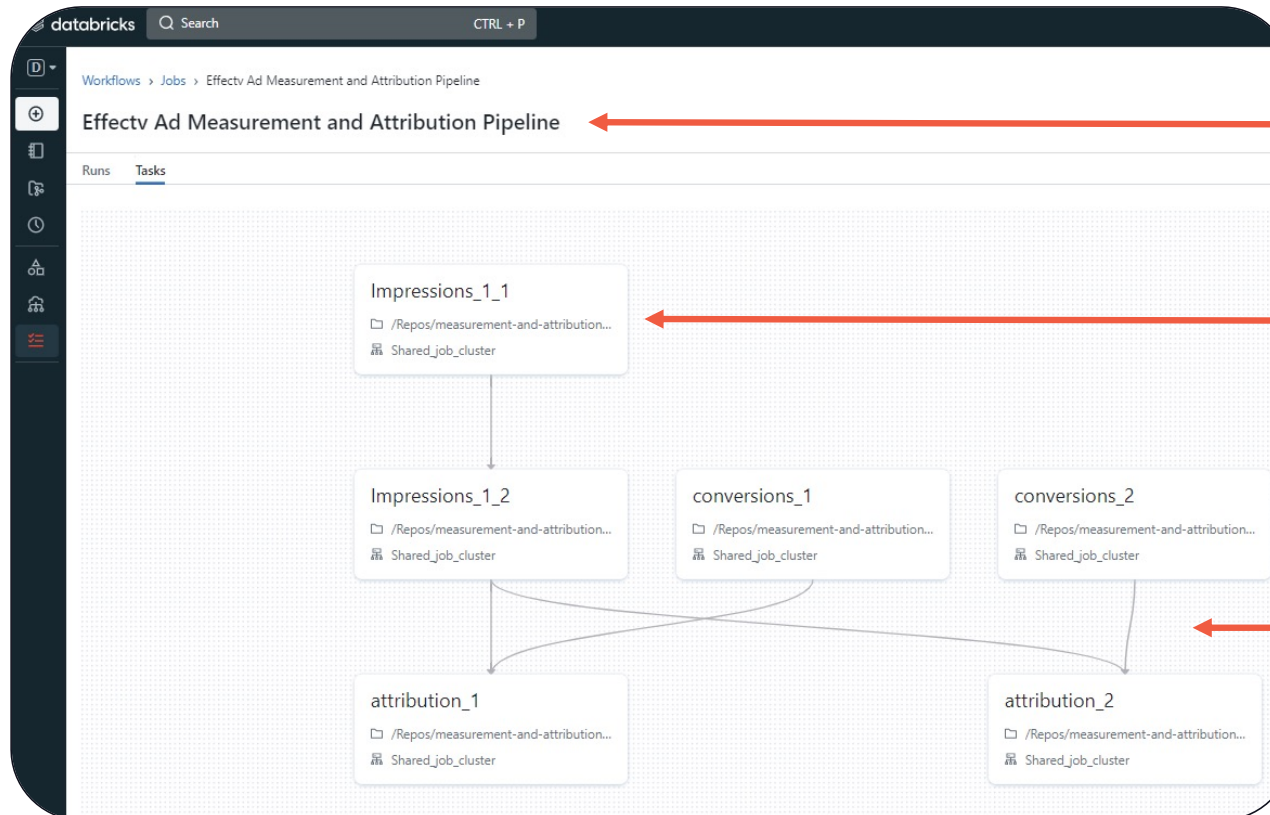 databricks
Search
CTRL + P
D
Workflows › Jobs › Effectv Ad Measurement and Attribution Pipeline
Effectv Ad Measurement and Attribution Pipeline
Runs
Tasks
Impressions_1_1
/Repos/measurement-and-attribution...
Shared_job_cluster
Impressions_1_2
/Repos/measurement-and-attribution...
Shared_job_cluster
conversions_1
/Repos/measurement-and-attribution...
Shared_job_cluster
conversions_2
/Repos/measurement-and-attribution...
Shared_job_cluster
attribution_1
/Repos/measurement-and-attribution...
Shared_job_cluster
attribution_2
/Repos/measurement-and-attribution...
Shared_job_cluster